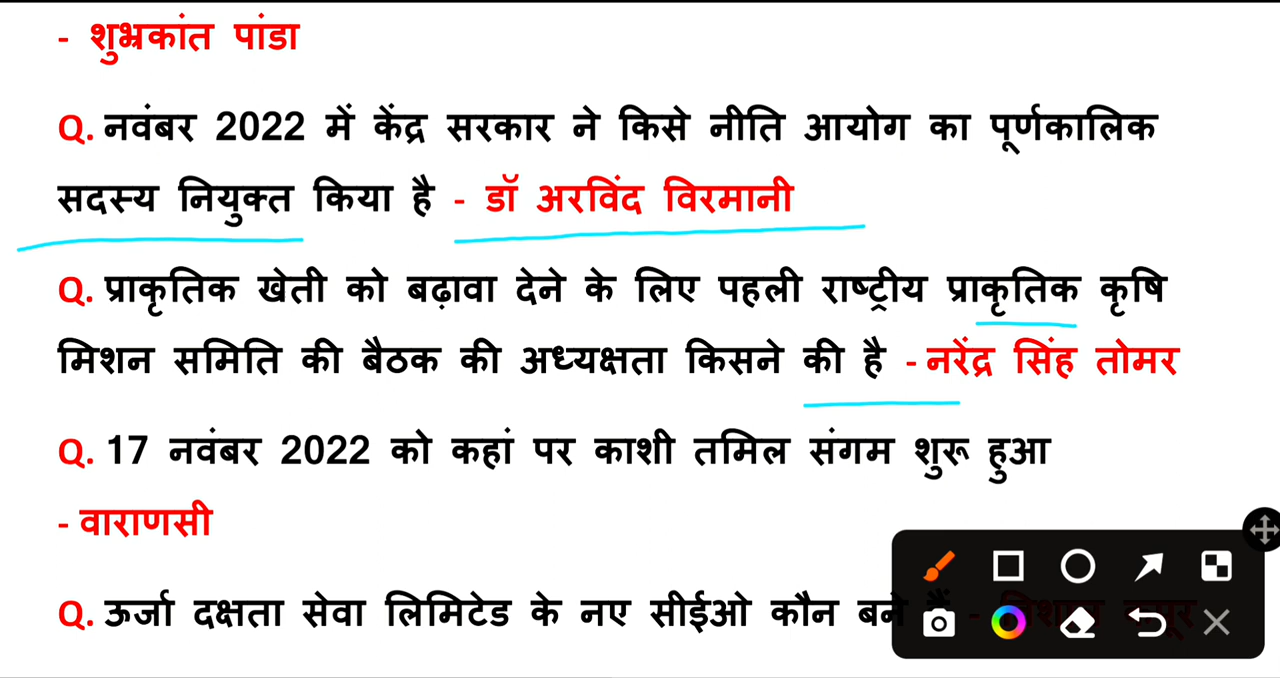 - शुभ्रकांत पांडा
Q. नवंबर 2022 में केंद्र सरकार ने किसे नीति आयोग का पूर्णकालिक
सदस्य नियुक्त किया है - डॉ अरविंद विरमानी
Q. प्राकृतिक खेती को बढ़ावा देने के लिए पहली राष्ट्रीय प्राकृतिक कृषि
मिशन समिति की बैठक की अध्यक्षता किसने की है - नरेंद्र सिंह तोमर
Q. 17 नवंबर 2022 को कहां पर काशी तमिल संगम शुरू हुआ
- वाराणसी
Q. ऊर्जा दक्षता सेवा लिमिटेड के नए सीईओ कौन बने हैं -